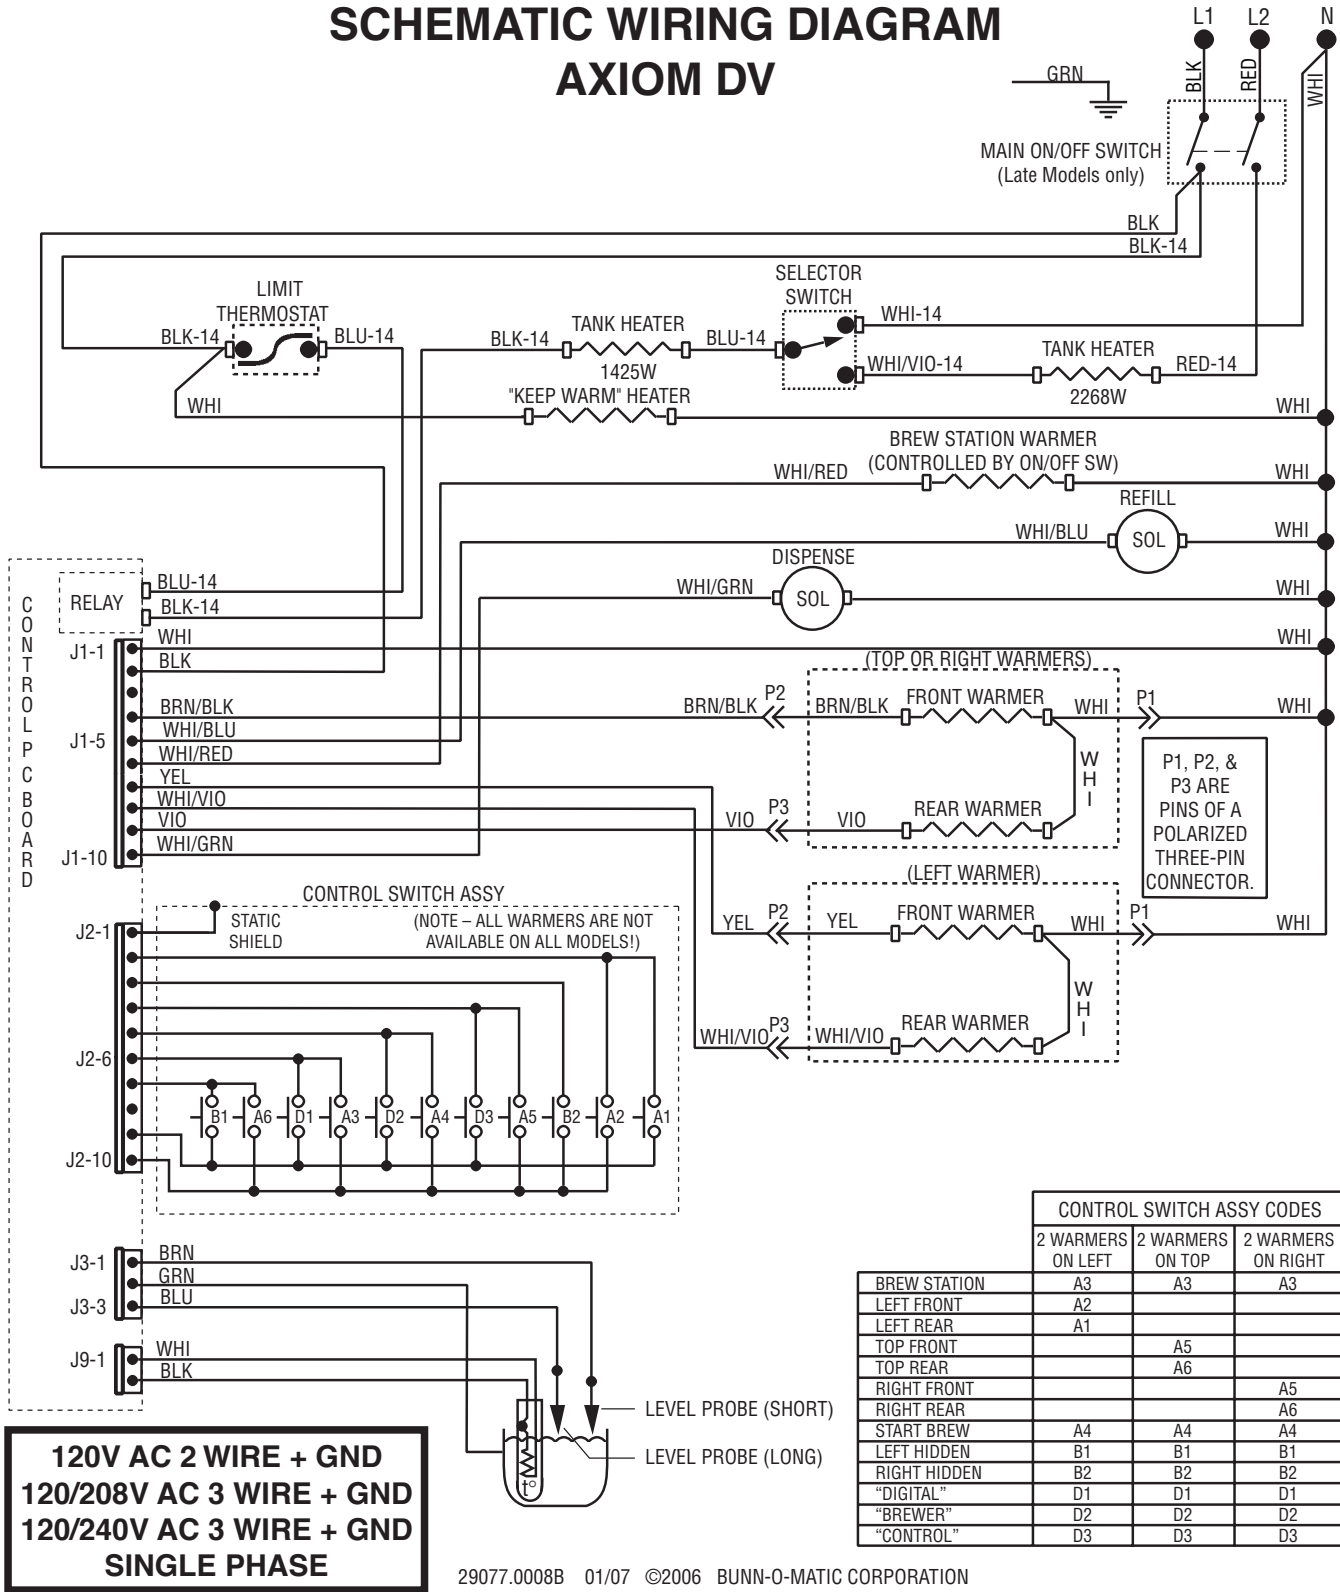 SCHEMATIC WIRING DIAGRAM
AXIOM DV
L1
L2
N
BLK
RED
WHI
GRN
MAIN ON/OFF SWITCH
(Late Models only)
BLK
BLK-14
LIMIT
THERMOSTAT
BLK-14
BLU-14
SELECTOR
SWITCH
WHI-14
BLK-14
TANK HEATER
BLU-14
1425W
WHI/VIO-14
TANK HEATER
RED-14
2268W
WHI
"KEEP WARM" HEATER
WHI
BREW STATION WARMER
(CONTROLLED BY ON/OFF SW)
WHI/RED
WHI
REFILL
WHI/BLU
SOL
WHI
DISPENSE
WHI/GRN
SOL
WHI
CONTROL P C BOARD
RELAY
BLU-14
BLK-14
J1-1
WHI
WHI
BLK
BRN/BLK
J1-5
WHI/BLU
WHI/RED
YEL
WHI/VIO
VIO
J1-10
WHI/GRN
(TOP OR RIGHT WARMERS)
BRN/BLK
P2
BRN/BLK
FRONT WARMER
WHI
P1
WHI
WHI
VIO
P3
VIO
REAR WARMER
P1, P2, &
P3 ARE
PINS OF A
POLARIZED
THREE-PIN
CONNECTOR.
(LEFT WARMER)
YEL
P2
YEL
FRONT WARMER
WHI
P1
WHI
WHI
WHI/VIO
P3
WHI/VIO
REAR WARMER
CONTROL SWITCH ASSY
J2-1
STATIC
SHIELD
(NOTE – ALL WARMERS ARE NOT
AVAILABLE ON ALL MODELS!)
J2-6
B1 A6 D1 A3 D2 A4 D3 A5 B2 A2 A1
J2-10
J3-1
BRN
GRN
J3-3
BLU
J9-1
WHI
BLK
t°
LEVEL PROBE (SHORT)
LEVEL PROBE (LONG)
CONTROL SWITCH ASSY CODES
2 WARMERS ON LEFT 2 WARMERS ON TOP 2 WARMERS ON RIGHT
BREW STATION A3 A3 A3
LEFT FRONT A2
LEFT REAR A1
TOP FRONT A5
TOP REAR A6
RIGHT FRONT A5
RIGHT REAR A6
START BREW A4 A4 A4
LEFT HIDDEN B1 B1 B1
RIGHT HIDDEN B2 B2 B2
“DIGITAL” D1 D1 D1
“BREWER” D2 D2 D2
“CONTROL” D3 D3 D3
120V AC 2 WIRE + GND
120/208V AC 3 WIRE + GND
120/240V AC 3 WIRE + GND
SINGLE PHASE
29077.0008B 01/07 ©2006 BUNN-O-MATIC CORPORATION